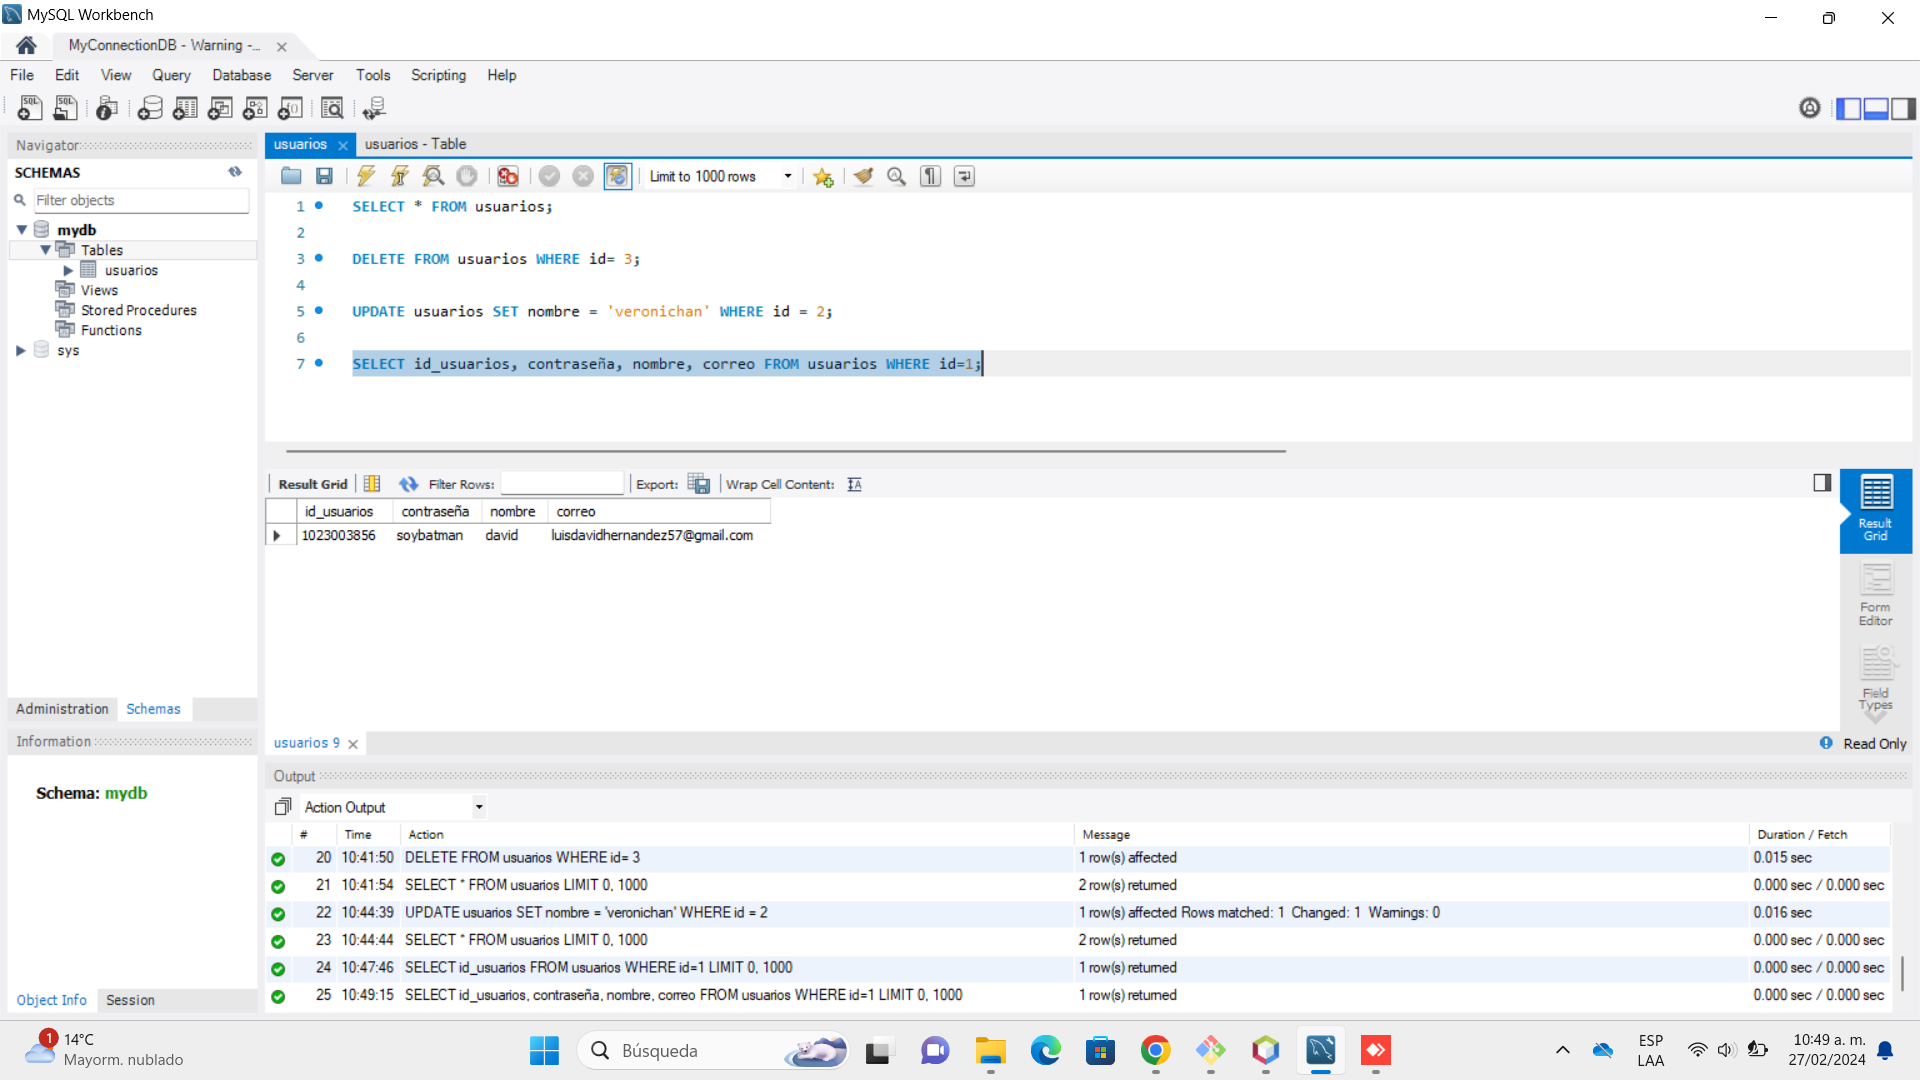 MySQL Workbench
MyConnectionDB - Warning -...
File Edit View Query Database Server Tools Scripting Help
Navigator
SCHEMAS
Filter objects
mydb
Tables
usuarios
Views
Stored Procedures
Functions
sys
Administration Schemas
Information
Schema: mydb
Object Info Session
usuarios usuarios - Table
Limit to 1000 rows
1 SELECT * FROM usuarios;
2
3 DELETE FROM usuarios WHERE id= 3;
4
5 UPDATE usuarios SET nombre = 'veronichan' WHERE id = 2;
6
7 SELECT id_usuarios, contraseña, nombre, correo FROM usuarios WHERE id=1;
Result Grid Filter Rows: Export: Wrap Cell Content:
id_usuarios contraseña nombre correo
1023003856 soybatman david luisdavidhernandez57@gmail.com
Result
Grid
Form
Editor
Field
Types
usuarios 9
Read Only
Output
Action Output
# Time Action Message Duration / Fetch
20 10:41:50 DELETE FROM usuarios WHERE id= 3 1 row(s) affected 0.015 sec
21 10:41:54 SELECT * FROM usuarios LIMIT 0, 1000 2 row(s) returned 0.000 sec / 0.000 sec
22 10:44:39 UPDATE usuarios SET nombre = 'veronichan' WHERE id = 2 1 row(s) affected Rows matched: 1 Changed: 1 Warnings: 0 0.016 sec
23 10:44:44 SELECT * FROM usuarios LIMIT 0, 1000 2 row(s) returned 0.000 sec / 0.000 sec
24 10:47:46 SELECT id_usuarios FROM usuarios WHERE id=1 LIMIT 0, 1000 1 row(s) returned 0.000 sec / 0.000 sec
25 10:49:15 SELECT id_usuarios, contraseña, nombre, correo FROM usuarios WHERE id=1 LIMIT 0, 1000 1 row(s) returned 0.000 sec / 0.000 sec
1
14°C
Mayorm. nublado
Búsqueda
ESP
LAA
10:49 a. m.
27/02/2024